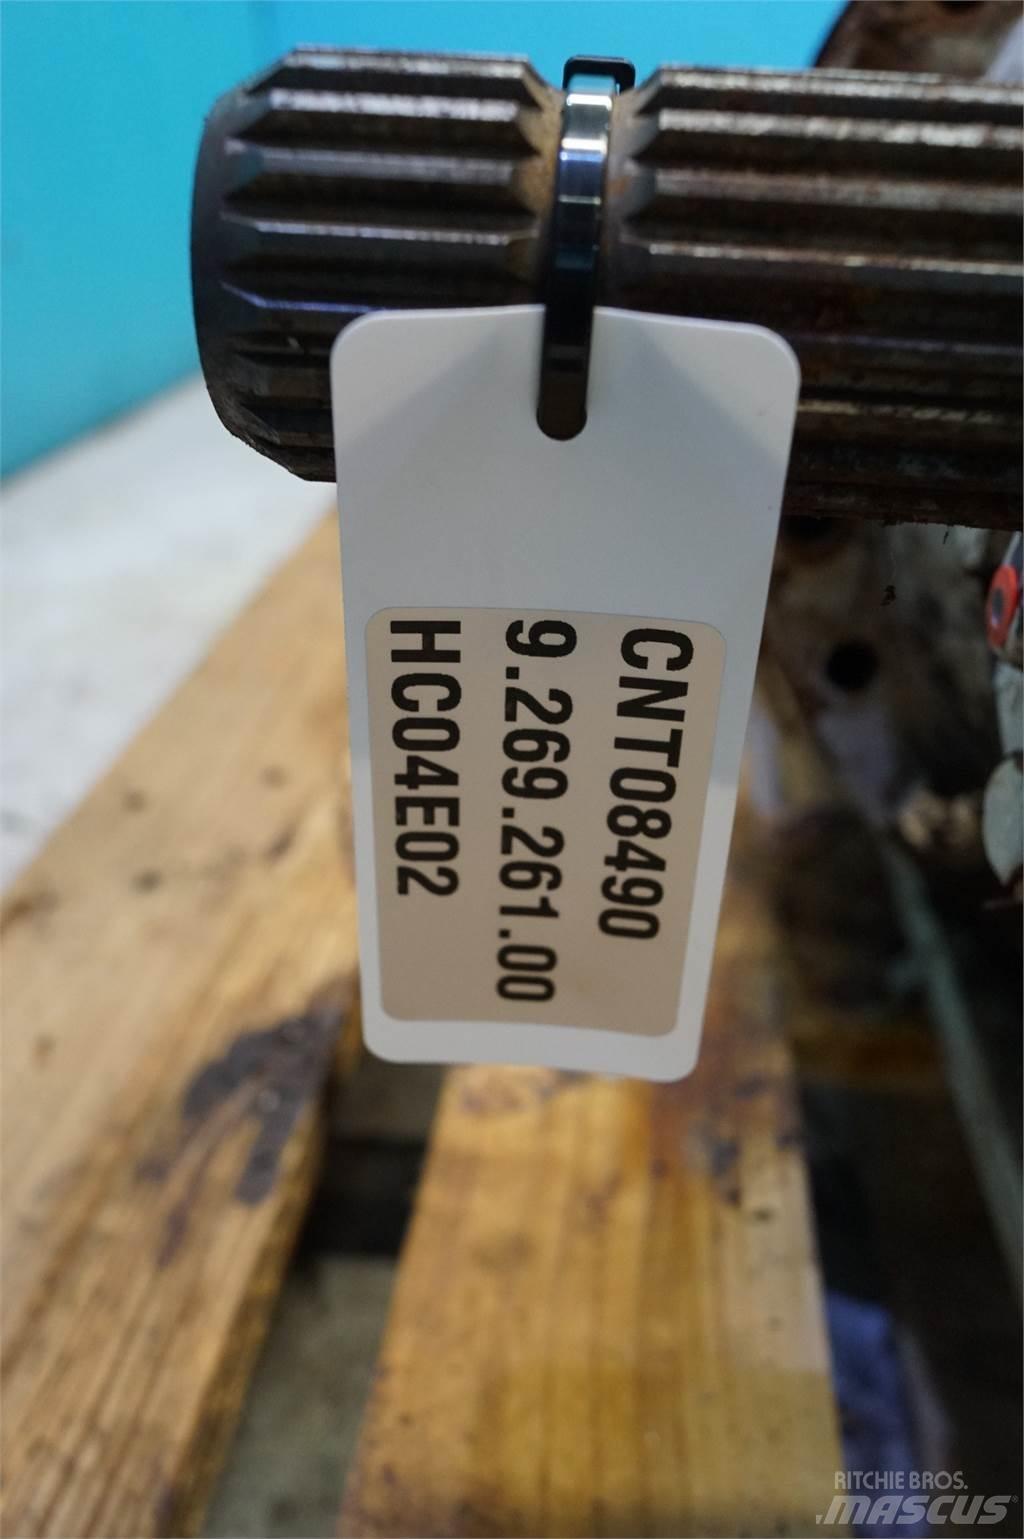 CNT08490
9.269.261.00
HC04E02
RITCHIE BROS.
MASCUS